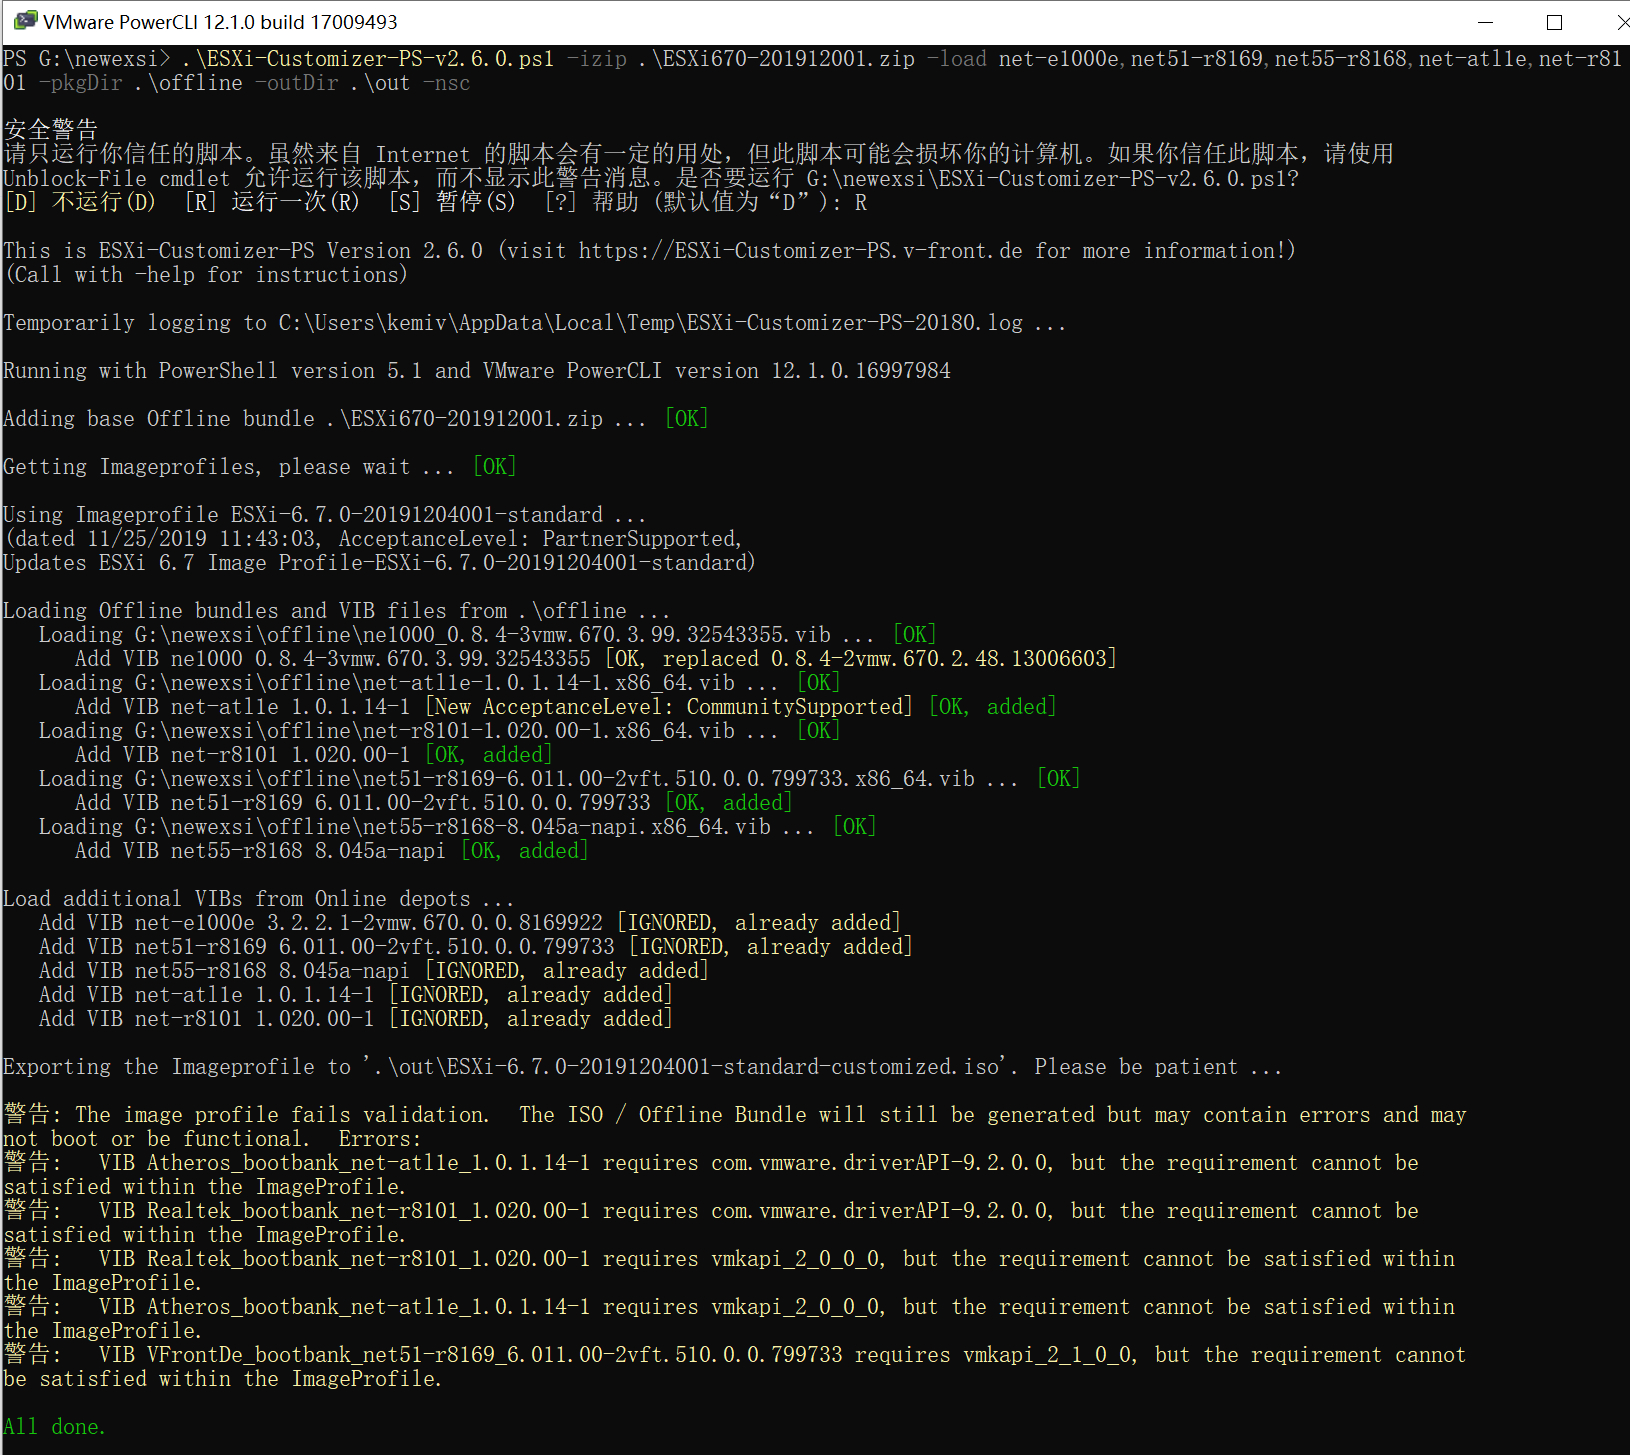 VMware PowerCLI 12.1.0 build 17009493
PS G:\newexsi> .\ESXi-Customizer-PS-v2.6.0.ps1 -izip .\ESXi670-201912001.zip -load net-e1000e,net51-r8169,net55-r8168,net-atl1e,net-r81
01 -pkgDir .\offline -outDir .\out -nsc
安全警告
请只运行你信任的脚本。虽然来自 Internet 的脚本会有一定的用处，但此脚本可能会损坏你的计算机。如果你信任此脚本，请使用
Unblock-File cmdlet 允许运行该脚本，而不显示此警告消息。是否要运行 G:\newexsi\ESXi-Customizer-PS-v2.6.0.ps1?
[D] 不运行(D)  [R] 运行一次(R)  [S] 暂停(S)  [?] 帮助 (默认值为“D”): R
This is ESXi-Customizer-PS Version 2.6.0 (visit https://ESXi-Customizer-PS.v-front.de for more information!)
(Call with -help for instructions)
Temporarily logging to C:\Users\kemiv\AppData\Local\Temp\ESXi-Customizer-PS-20180.log ...
Running with PowerShell version 5.1 and VMware PowerCLI version 12.1.0.16997984
Adding base Offline bundle .\ESXi670-201912001.zip ... [OK]
Getting Imageprofiles, please wait ... [OK]
Using Imageprofile ESXi-6.7.0-20191204001-standard ...
(dated 11/25/2019 11:43:03, AcceptanceLevel: PartnerSupported,
Updates ESXi 6.7 Image Profile-ESXi-6.7.0-20191204001-standard)
Loading Offline bundles and VIB files from .\offline ...
   Loading G:\newexsi\offline\ne1000_0.8.4-3vmw.670.3.99.32543355.vib ... [OK]
      Add VIB ne1000 0.8.4-3vmw.670.3.99.32543355 [OK, replaced 0.8.4-2vmw.670.2.48.13006603]
   Loading G:\newexsi\offline\net-atl1e-1.0.1.14-1.x86_64.vib ... [OK]
      Add VIB net-atl1e 1.0.1.14-1 [New AcceptanceLevel: CommunitySupported] [OK, added]
   Loading G:\newexsi\offline\net-r8101-1.020.00-1.x86_64.vib ... [OK]
      Add VIB net-r8101 1.020.00-1 [OK, added]
   Loading G:\newexsi\offline\net51-r8169-6.011.00-2vft.510.0.0.799733.x86_64.vib ... [OK]
      Add VIB net51-r8169 6.011.00-2vft.510.0.0.799733 [OK, added]
   Loading G:\newexsi\offline\net55-r8168-8.045a-napi.x86_64.vib ... [OK]
      Add VIB net55-r8168 8.045a-napi [OK, added]
Load additional VIBs from Online depots ...
   Add VIB net-e1000e 3.2.2.1-2vmw.670.0.0.8169922 [IGNORED, already added]
   Add VIB net51-r8169 6.011.00-2vft.510.0.0.799733 [IGNORED, already added]
   Add VIB net55-r8168 8.045a-napi [IGNORED, already added]
   Add VIB net-atl1e 1.0.1.14-1 [IGNORED, already added]
   Add VIB net-r8101 1.020.00-1 [IGNORED, already added]
Exporting the Imageprofile to '.\out\ESXi-6.7.0-20191204001-standard-customized.iso'. Please be patient ...
警告: The image profile fails validation.  The ISO / Offline Bundle will still be generated but may contain errors and may
not boot or be functional.  Errors:
警告:   VIB Atheros_bootbank_net-atl1e_1.0.1.14-1 requires com.vmware.driverAPI-9.2.0.0, but the requirement cannot be
satisfied within the ImageProfile.
警告:   VIB Realtek_bootbank_net-r8101_1.020.00-1 requires com.vmware.driverAPI-9.2.0.0, but the requirement cannot be
satisfied within the ImageProfile.
警告:   VIB Realtek_bootbank_net-r8101_1.020.00-1 requires vmkapi_2_0_0_0, but the requirement cannot be satisfied within
the ImageProfile.
警告:   VIB Atheros_bootbank_net-atl1e_1.0.1.14-1 requires vmkapi_2_0_0_0, but the requirement cannot be satisfied within
the ImageProfile.
警告:   VIB VFrontDe_bootbank_net51-r8169_6.011.00-2vft.510.0.0.799733 requires vmkapi_2_1_0_0, but the requirement cannot
be satisfied within the ImageProfile.
All done.